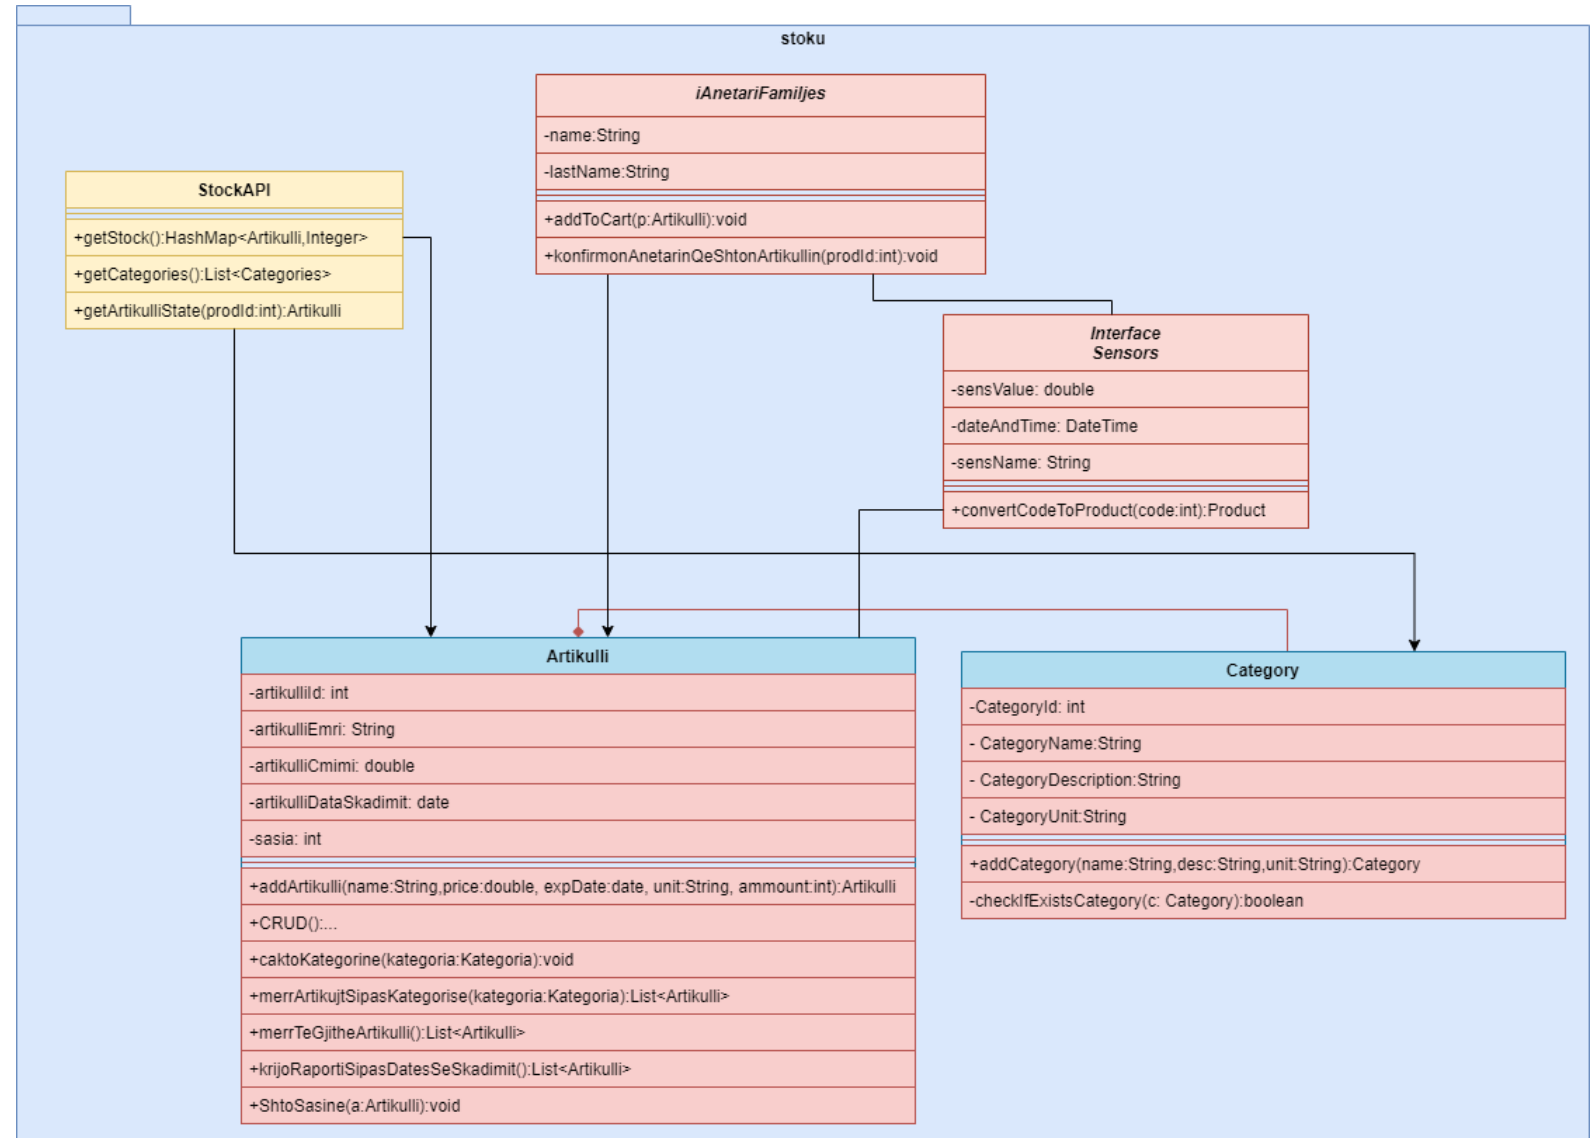 stoku
iAnetariFamiljes
-name:String
-lastName:String
+addToCart(p:Artikulli):void
+konfirmonAnetarinQeShtonArtikullin(prodId:int):void
StockAPI
+getStock():HashMap<Artikulli,Integer>
+getCategories():List<Categories>
+getArtikulliState(prodId:int):Artikulli
Interface
Sensors
-sensValue: double
-dateAndTime: DateTime
-sensName: String
+convertCodeToProduct(code:int):Product
Artikulli
-artikulliId: int
-artikulliEmri: String
-artikulliCmimi: double
-artikulliDataSkadimit: date
-sasia: int
+addArtikulli(name:String,price:double, expDate:date, unit:String, ammount:int):Artikulli
+CRUD():...
+caktoKategorine(kategoria:Kategoria):void
+merrArtikujtSipasKategorise(kategoria:Kategoria):List<Artikulli>
+merrTeGjitheArtikulli():List<Artikulli>
+krijoRaportiSipasDatesSeSkadimit():List<Artikulli>
+ShtoSasine(a:Artikulli):void
Category
-CategoryId: int
- CategoryName:String
- CategoryDescription:String
- CategoryUnit:String
+addCategory(name:String,desc:String,unit:String):Category
-checkIfExistsCategory(c: Category):boolean